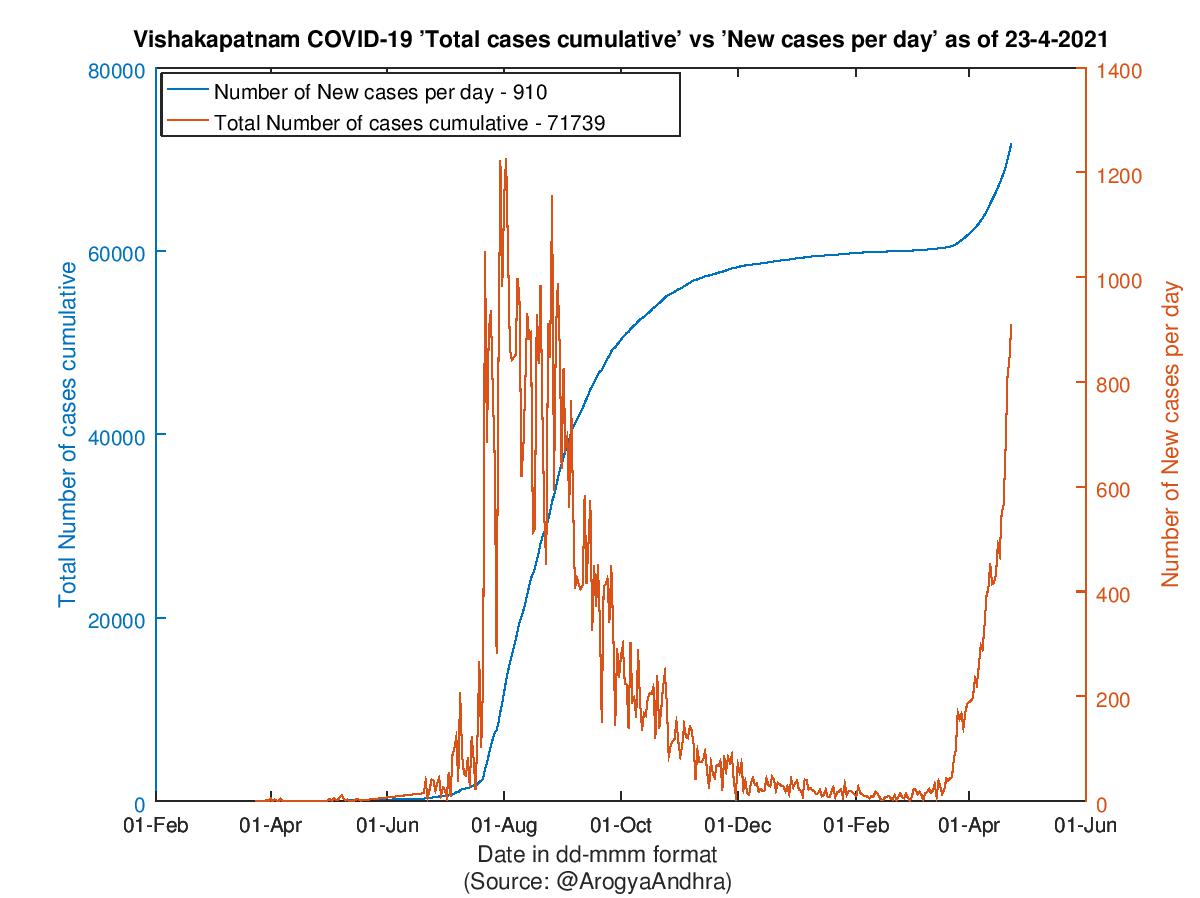 Vishakapatnam COVID-19 ’Total cases cumulative’ vs ’New cases per day’ as of 23-4-2021
Number of New cases per day - 910
Total Number of cases cumulative - 71739
80000
60000
40000
20000
0
Total Number of cases cumulative
1400
1200
1000
800
600
400
200
0
Number of New cases per day
01-Feb 01-Apr 01-Jun 01-Aug 01-Oct 01-Dec 01-Feb 01-Apr 01-Jun
Date in dd-mmm format
(Source: @ArogyaAndhra)